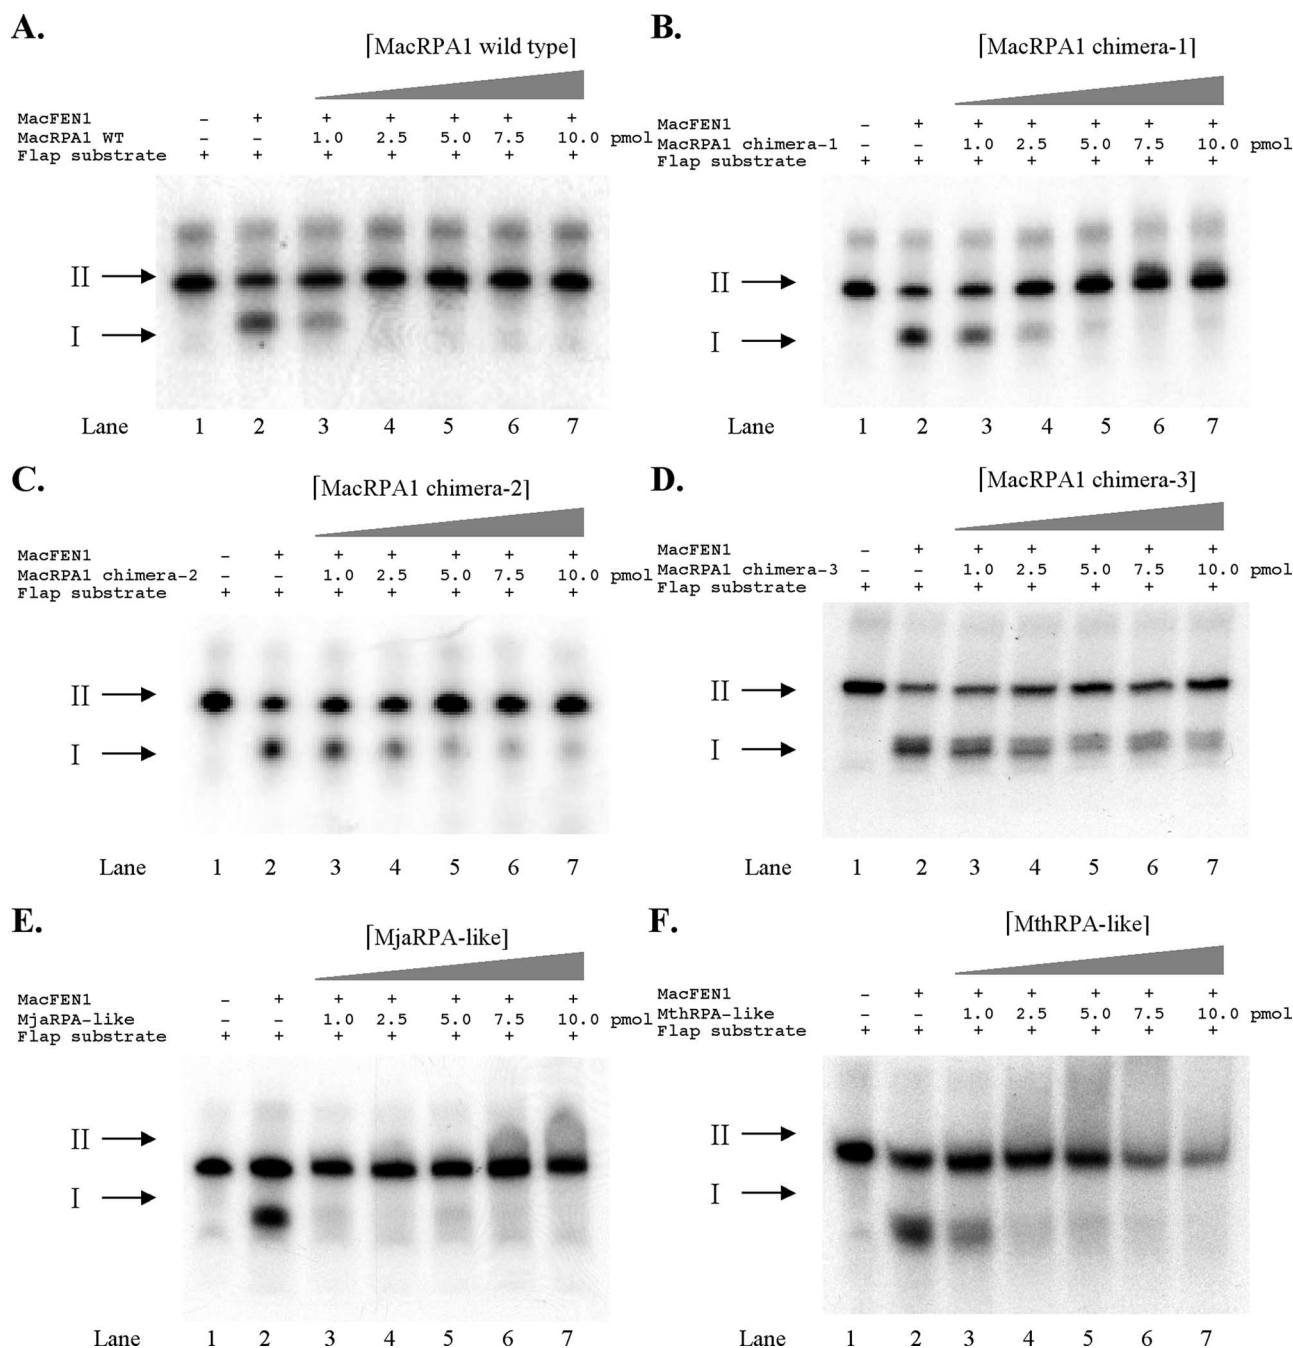 A.
⌈MacRPA1 wild type⌉
MacFEN1 – + + + + + +
MacRPA1 WT – – 1.0 2.5 5.0 7.5 10.0 pmol
Flap substrate + + + + + + +
II
I
Lane 1 2 3 4 5 6 7
B.
⌈MacRPA1 chimera-1⌉
MacFEN1 – + + + + + +
MacRPA1 chimera-1 – – 1.0 2.5 5.0 7.5 10.0 pmol
Flap substrate + + + + + + +
II
I
Lane 1 2 3 4 5 6 7
C.
⌈MacRPA1 chimera-2⌉
MacFEN1 – + + + + + +
MacRPA1 chimera-2 – – 1.0 2.5 5.0 7.5 10.0 pmol
Flap substrate + + + + + + +
II
I
Lane 1 2 3 4 5 6 7
D.
⌈MacRPA1 chimera-3⌉
MacFEN1 – + + + + + +
MacRPA1 chimera-3 – – 1.0 2.5 5.0 7.5 10.0 pmol
Flap substrate + + + + + + +
II
I
Lane 1 2 3 4 5 6 7
E.
⌈MjaRPA-like⌉
MacFEN1 – + + + + + +
MjaRPA-like – – 1.0 2.5 5.0 7.5 10.0 pmol
Flap substrate + + + + + + +
II
I
Lane 1 2 3 4 5 6 7
F.
⌈MthRPA-like⌉
MacFEN1 – + + + + + +
MthRPA-like – – 1.0 2.5 5.0 7.5 10.0 pmol
Flap substrate + + + + + + +
II
I
Lane 1 2 3 4 5 6 7